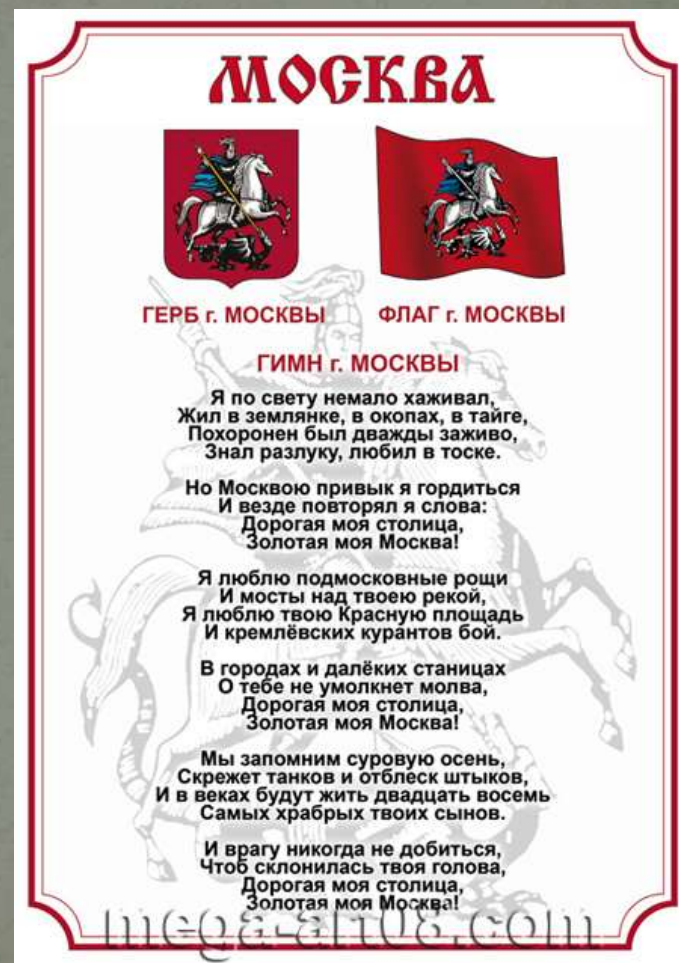 МОСКВА
ГЕРБ г. МОСКВЫ ФЛАГ г. МОСКВЫ
ГИМН г. МОСКВЫ
Я по свету немало хаживал,
Жил в землянке, в окопах, в тайге,
Похоронен был дважды заживо,
Знал разлуку, любил в тоске.
Но Москвою привык я гордиться
И везде повторял я слова:
Дорогая моя столица,
Золотая моя Москва!
Я люблю подмосковные рощи
И мосты над твоею рекой,
Я люблю твою Красную площадь
И кремлёвских курантов бой.
В городах и далёких станицах
О тебе не умолкнет молва,
Дорогая моя столица,
Золотая моя Москва!
Мы запомним суровую осень,
Скрежет танков и отблеск штыков,
И в веках будут жить двадцать восемь
Самых храбрых твоих сынов.
И врагу никогда не добиться,
Чтоб склонилась твоя голова,
Дорогая моя столица,
Золотая моя Москва!
mega-art08.com